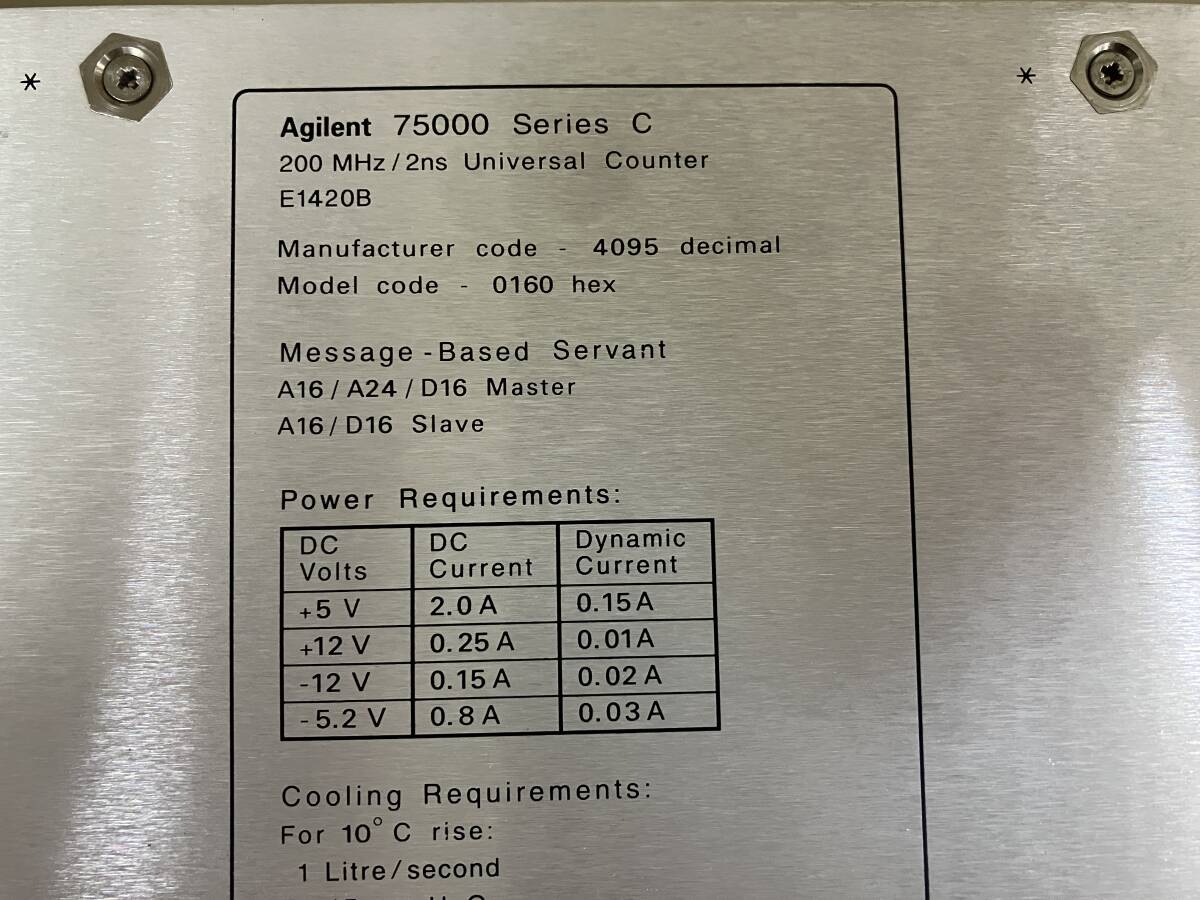 * *
Agilent 75000 Series C
200 MHz / 2ns Universal Counter
E1420B
Manufacturer code - 4095 decimal
Model code - 0160 hex
Message - Based Servant
A16 / A24 / D16 Master
A16 / D16 Slave
Power Requirements:
DC Volts DC Current Dynamic Current
+5 V 2.0 A 0.15 A
+12 V 0.25 A 0.01 A
-12 V 0.15 A 0.02 A
-5.2 V 0.8 A 0.03 A
Cooling Requirements:
For 10° C rise:
1 Litre / second